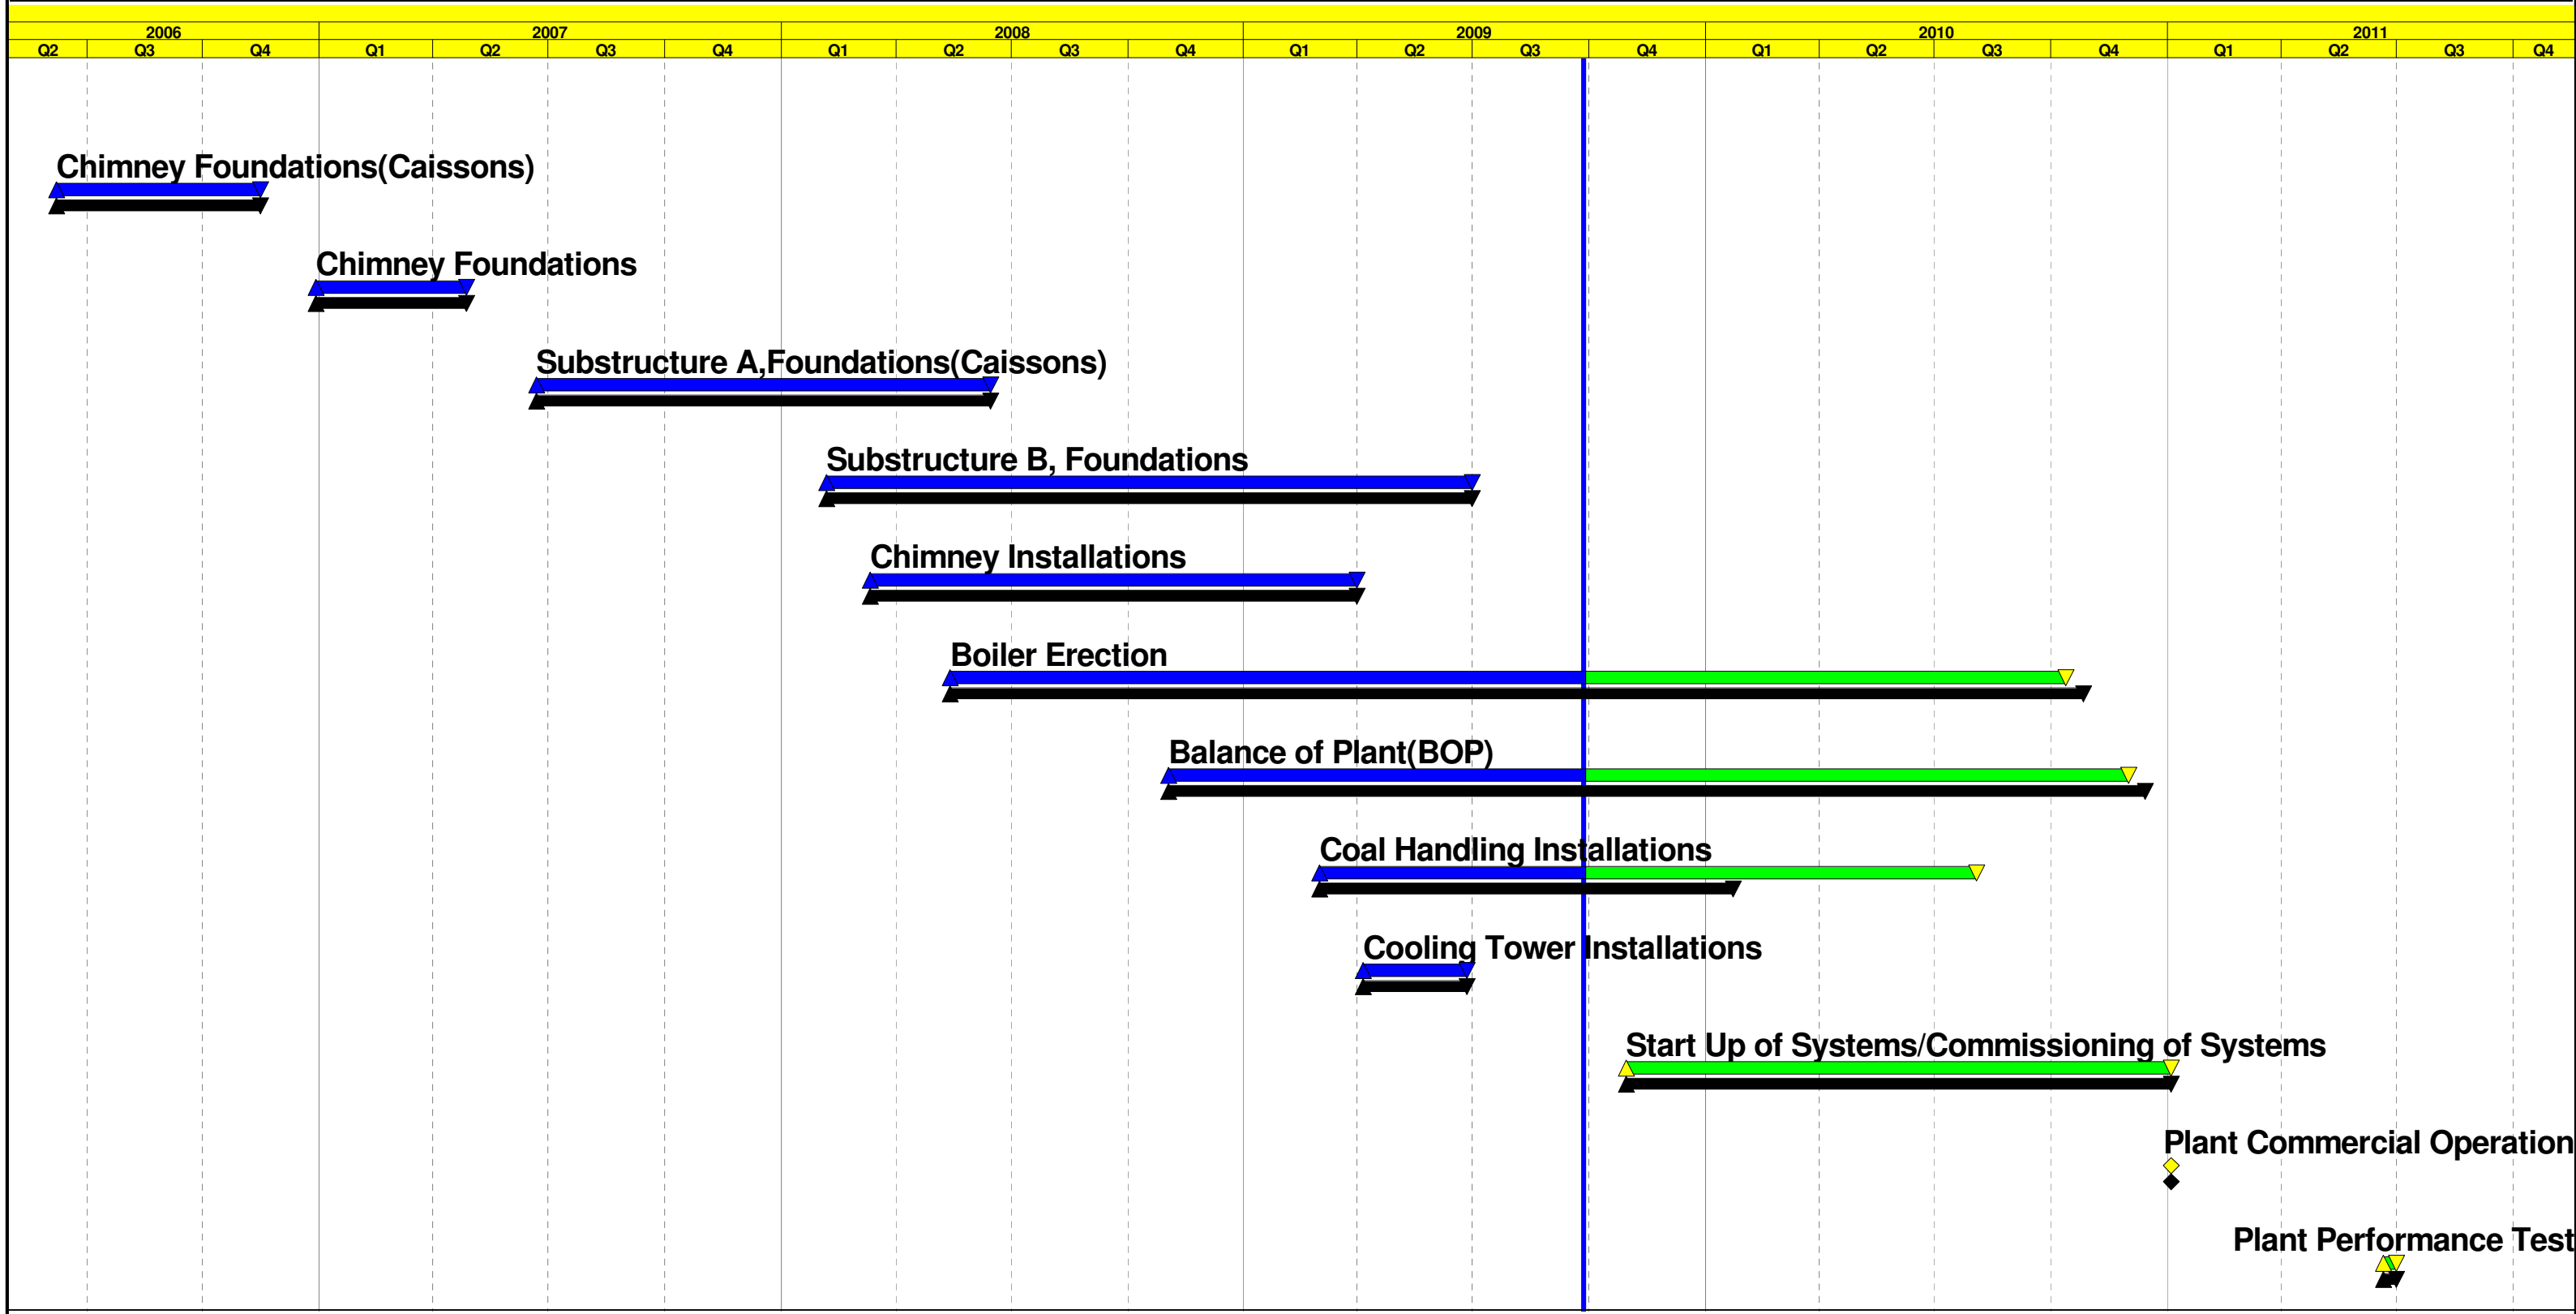 2006 2007 2008 2009 2010 2011
Q2 Q3 Q4 Q1 Q2 Q3 Q4 Q1 Q2 Q3 Q4 Q1 Q2 Q3 Q4 Q1 Q2 Q3 Q4 Q1 Q2 Q3 Q4
Chimney Foundations(Caissons)
Chimney Foundations
Substructure A,Foundations(Caissons)
Substructure B, Foundations
Chimney Installations
Boiler Erection
Balance of Plant(BOP)
Coal Handling Installations
Cooling Tower Installations
Start Up of Systems/Commissioning of Systems
Plant Commercial Operation
Plant Performance Test